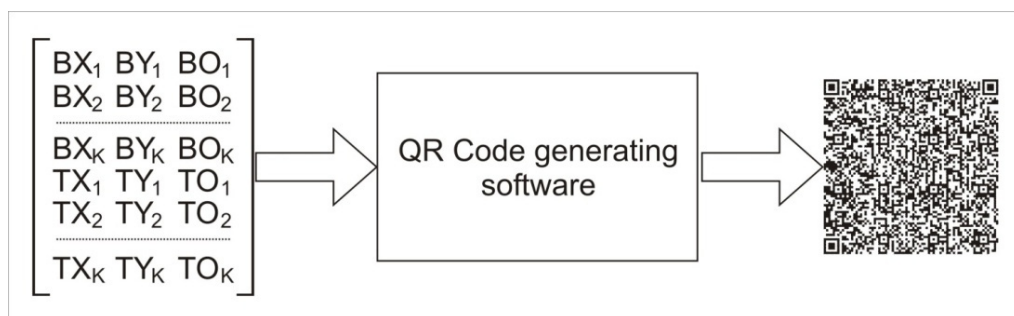 BX₁ BY₁ BO₁
BX₂ BY₂ BO₂
BXₖ BYₖ BOₖ
TX₁ TY₁ TO₁
TX₂ TY₂ TO₂
TXₖ TYₖ TOₖ
QR Code generating
software